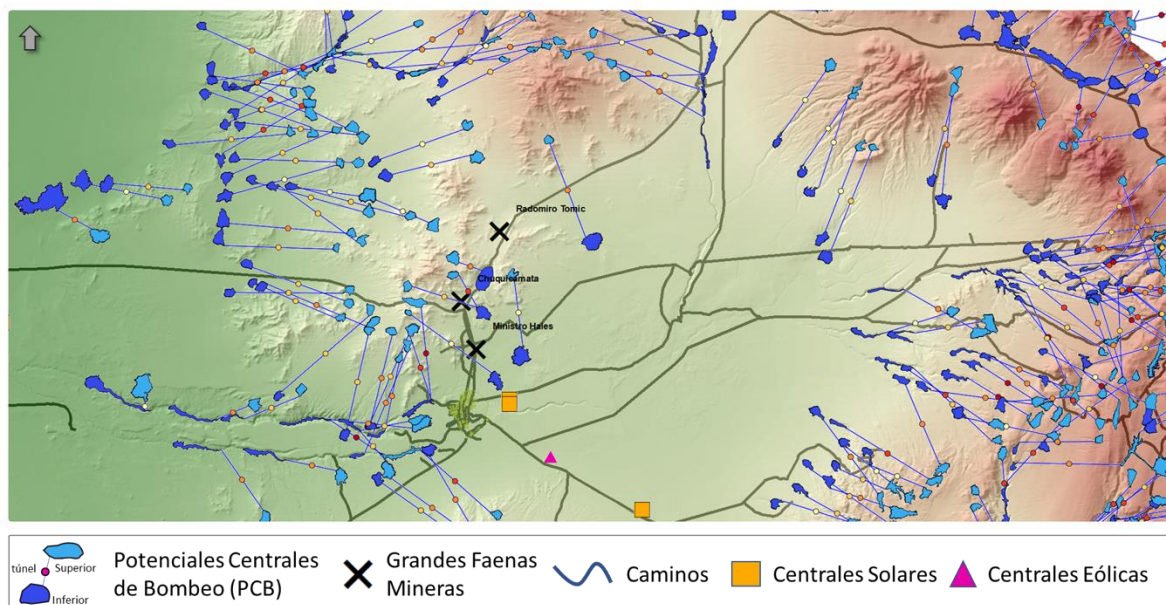 Radomiro Tomic
Chuquicamata
Ministro Hales
túnel
Superior
Inferior
Potenciales Centrales
de Bombeo (PCB)
Grandes Faenas
Mineras
Caminos
Centrales Solares
Centrales Eólicas